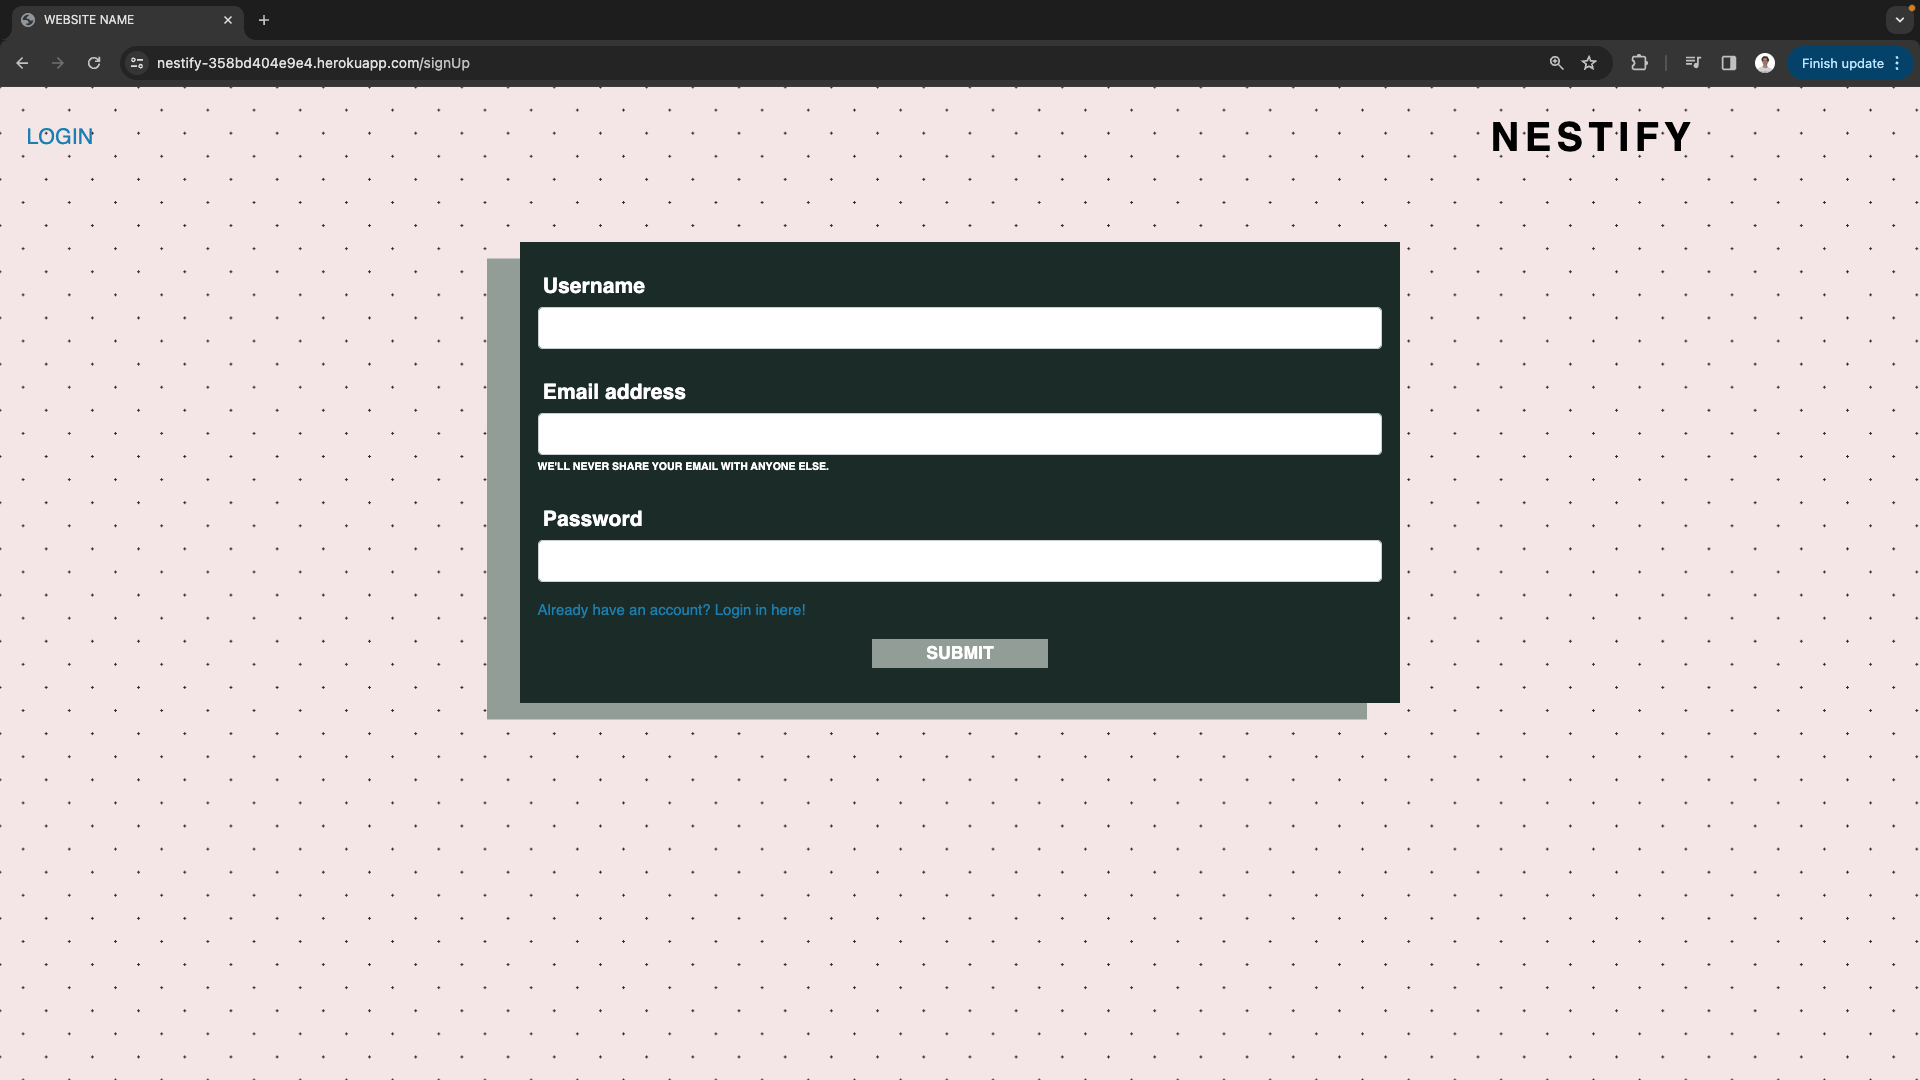 WEBSITE NAME
nestify-358bd404e9e4.herokuapp.com/signUp
Finish update
LOGIN
NESTIFY
Username
Email address
WE'LL NEVER SHARE YOUR EMAIL WITH ANYONE ELSE.
Password
Already have an account? Login in here!
SUBMIT